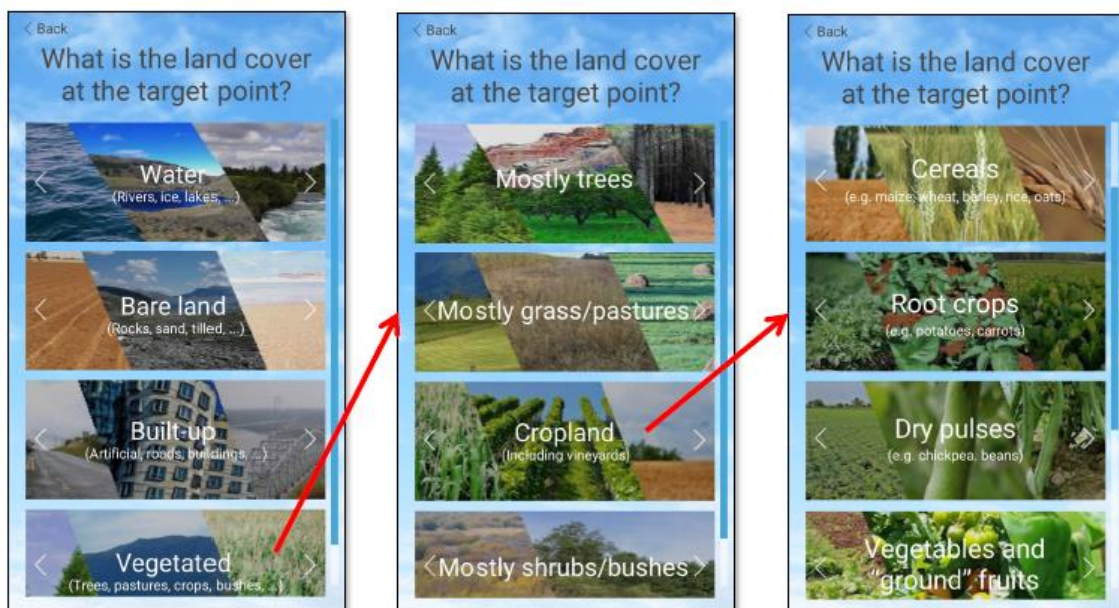 Back
What is the land cover
at the target point?
Water
(Rivers, ice, lakes, ...)
Bare land
(Rocks, sand, tilled, ...)
Built-up
(Artificial, roads, buildings, ...)
Vegetated
(Trees, pastures, crops, bushes, ...)
Back
What is the land cover
at the target point?
Mostly trees
Mostly grass/pastures
Cropland
(Including vineyards)
Mostly shrubs/bushes
Back
What is the land cover
at the target point?
Cereals
(e.g. maize, wheat, barley, rice, oats)
Root crops
(e.g. potatoes, carrots)
Dry pulses
(e.g. chickpea. beans)
Vegetables and
“ground” fruits